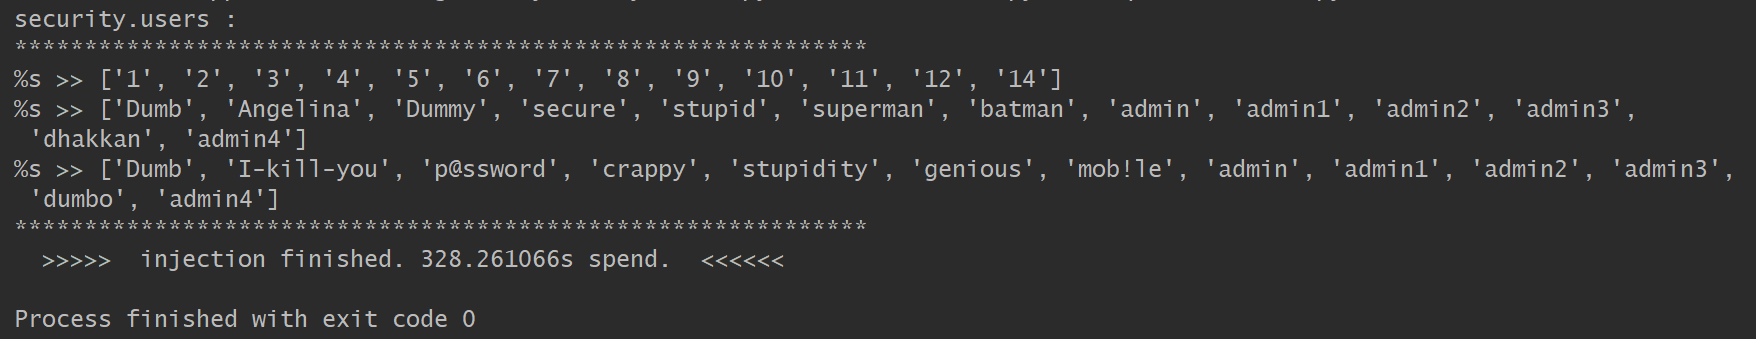 security.users :
*************************************************************
%s >> ['1', '2', '3', '4', '5', '6', '7', '8', '9', '10', '11', '12', '14']
%s >> ['Dumb', 'Angelina', 'Dummy', 'secure', 'stupid', 'superman', 'batman', 'admin', 'admin1', 'admin2', 'admin3',
'dhakkan', 'admin4']
%s >> ['Dumb', 'I-kill-you', 'p@ssword', 'crappy', 'stupidity', 'genious', 'mob!le', 'admin', 'admin1', 'admin2', 'admin3',
'dumbo', 'admin4']
*************************************************************
>>>>>  injection finished. 328.261066s spend.  <<<<<<
Process finished with exit code 0